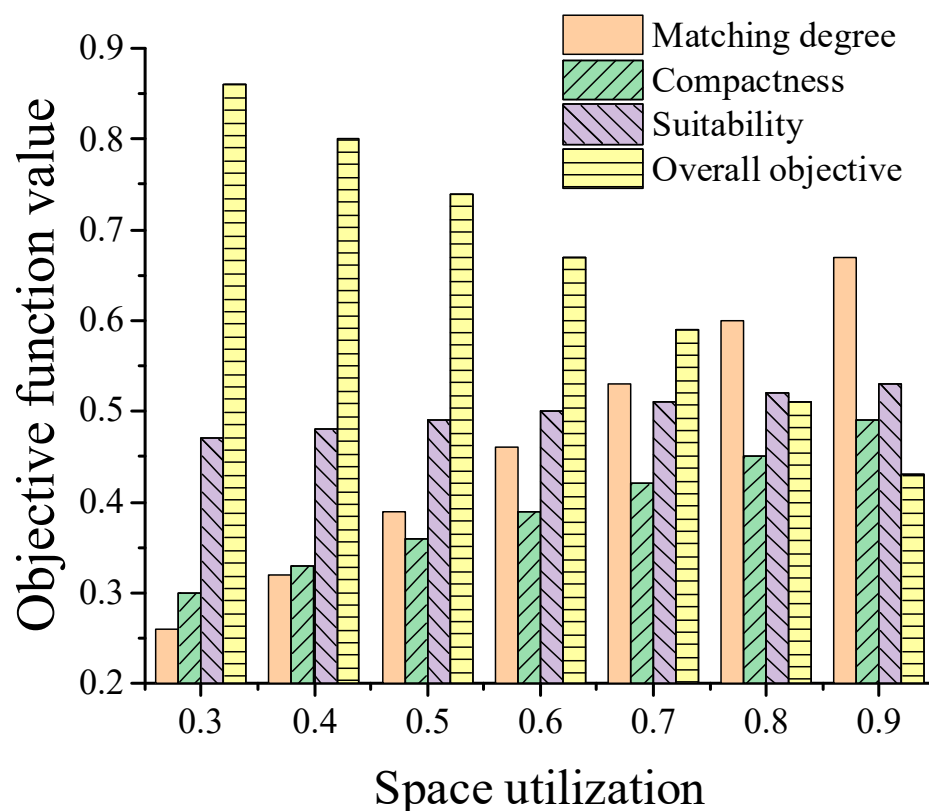 Matching degree
Compactness
Suitability
Overall objective
Objective function value
0.9
0.8
0.7
0.6
0.5
0.4
0.3
0.2
0.3 0.4 0.5 0.6 0.7 0.8 0.9
Space utilization